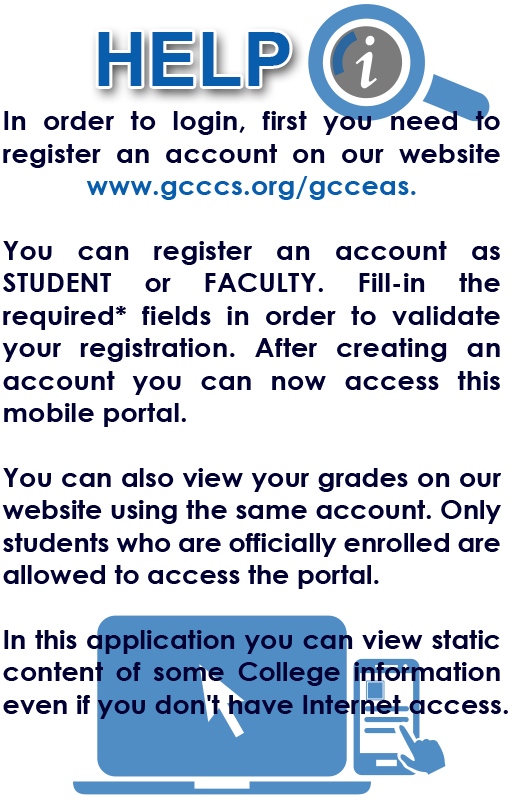 HELP i
In order to login, first you need to
register an account on our website
www.gcccs.org/gcceas.
You can register an account as
STUDENT or FACULTY. Fill-in the
required* fields in order to validate
your registration. After creating an
account you can now access this
mobile portal.
You can also view your grades on our
website using the same account. Only
students who are officially enrolled are
allowed to access the portal.
In this application you can view static
content of some College information
even if you don't have Internet access.